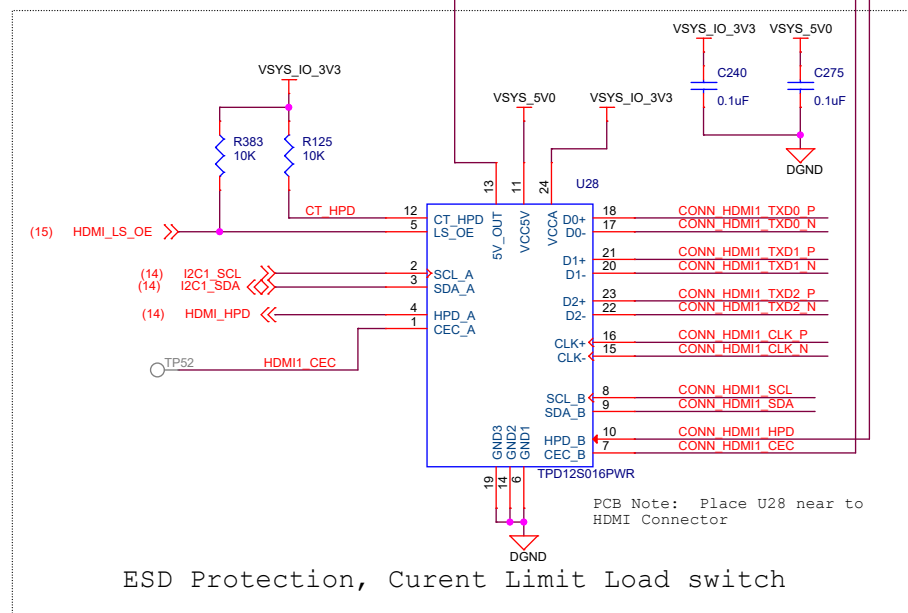 VSYS_IO_3V3
VSYS_5V0
VSYS_IO_3V3
C240
0.1uF
C275
0.1uF
DGND
VSYS_5V0
VSYS_IO_3V3
R383
10K
R125
10K
13
11
24
U28
CT_HPD
12
CT_HPD
(15)
HDMI_LS_OE
5
LS_OE
5V_OUT
VCC5V
VCCA
D0+
18
CONN_HDMI1_TXD0_P
D0-
17
CONN_HDMI1_TXD0_N
D1+
21
CONN_HDMI1_TXD1_P
D1-
20
CONN_HDMI1_TXD1_N
(14)
I2C1_SCL
2
SCL_A
(14)
I2C1_SDA
3
SDA_A
D2+
23
CONN_HDMI1_TXD2_P
D2-
22
CONN_HDMI1_TXD2_N
(14)
HDMI_HPD
4
HPD_A
1
CEC_A
CLK+
16
CONN_HDMI1_CLK_P
CLK-
15
CONN_HDMI1_CLK_N
TP52
HDMI1_CEC
SCL_B
8
CONN_HDMI1_SCL
SDA_B
9
CONN_HDMI1_SDA
HPD_B
10
CONN_HDMI1_HPD
CEC_B
7
CONN_HDMI1_CEC
GND3
GND2
GND1
19
14
6
TPD12S016PWR
PCB Note: Place U28 near to
HDMI Connector
DGND
ESD Protection, Curent Limit Load switch